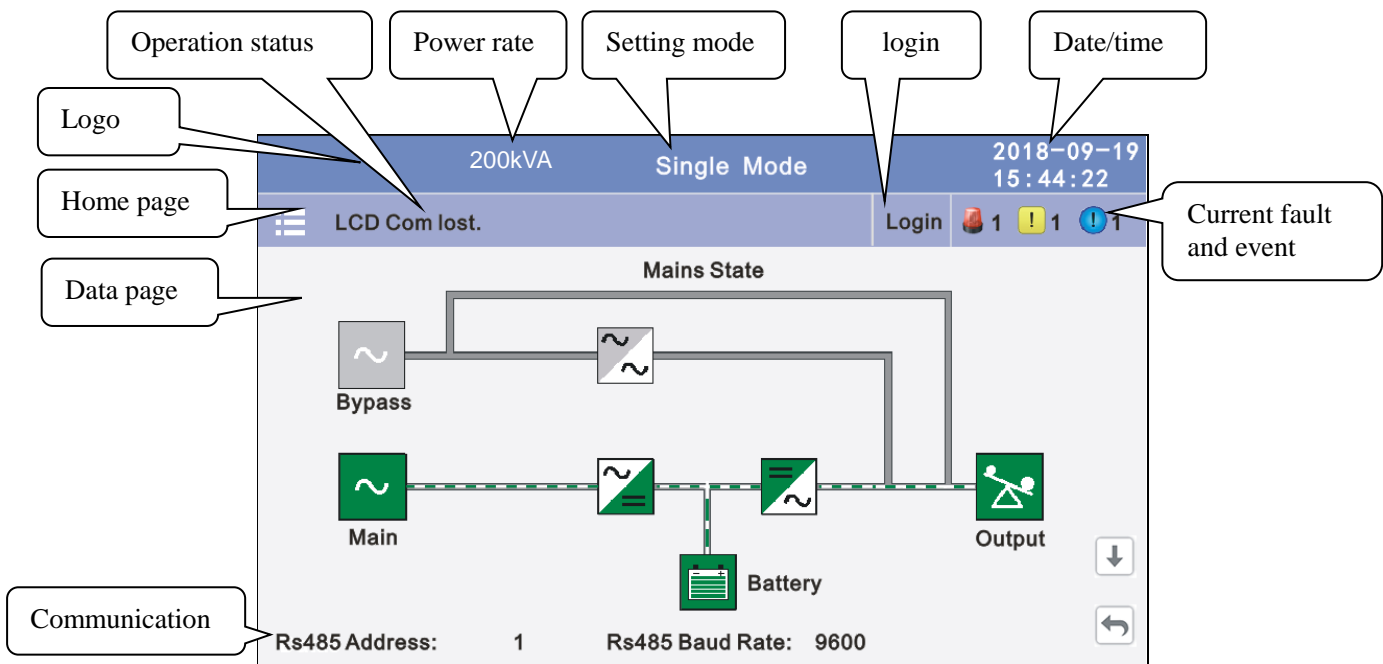 Operation status
Power rate
Setting mode
login
Date/time
Logo
200kVA
Single Mode
2018-09-19
15:44:22
Home page
LCD Com lost.
Login
1
! 1
! 1
Current fault
and event
Data page
Mains State
Bypass
Main
Output
Battery
Communication
Rs485 Address: 1 Rs485 Baud Rate: 9600